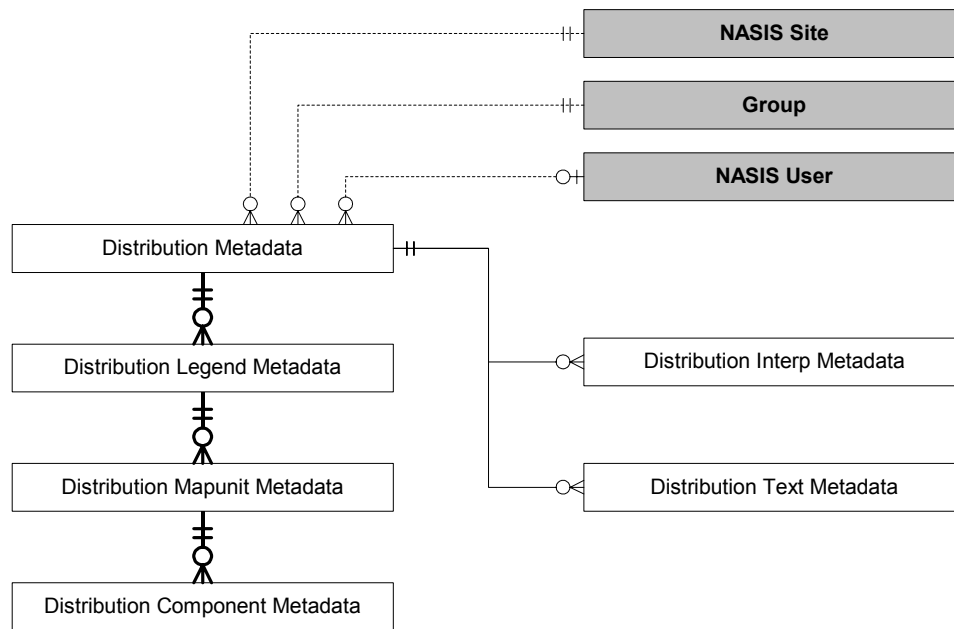 NASIS Site
Group
NASIS User
Distribution Metadata
Distribution Legend Metadata
Distribution Interp Metadata
Distribution Mapunit Metadata
Distribution Text Metadata
Distribution Component Metadata